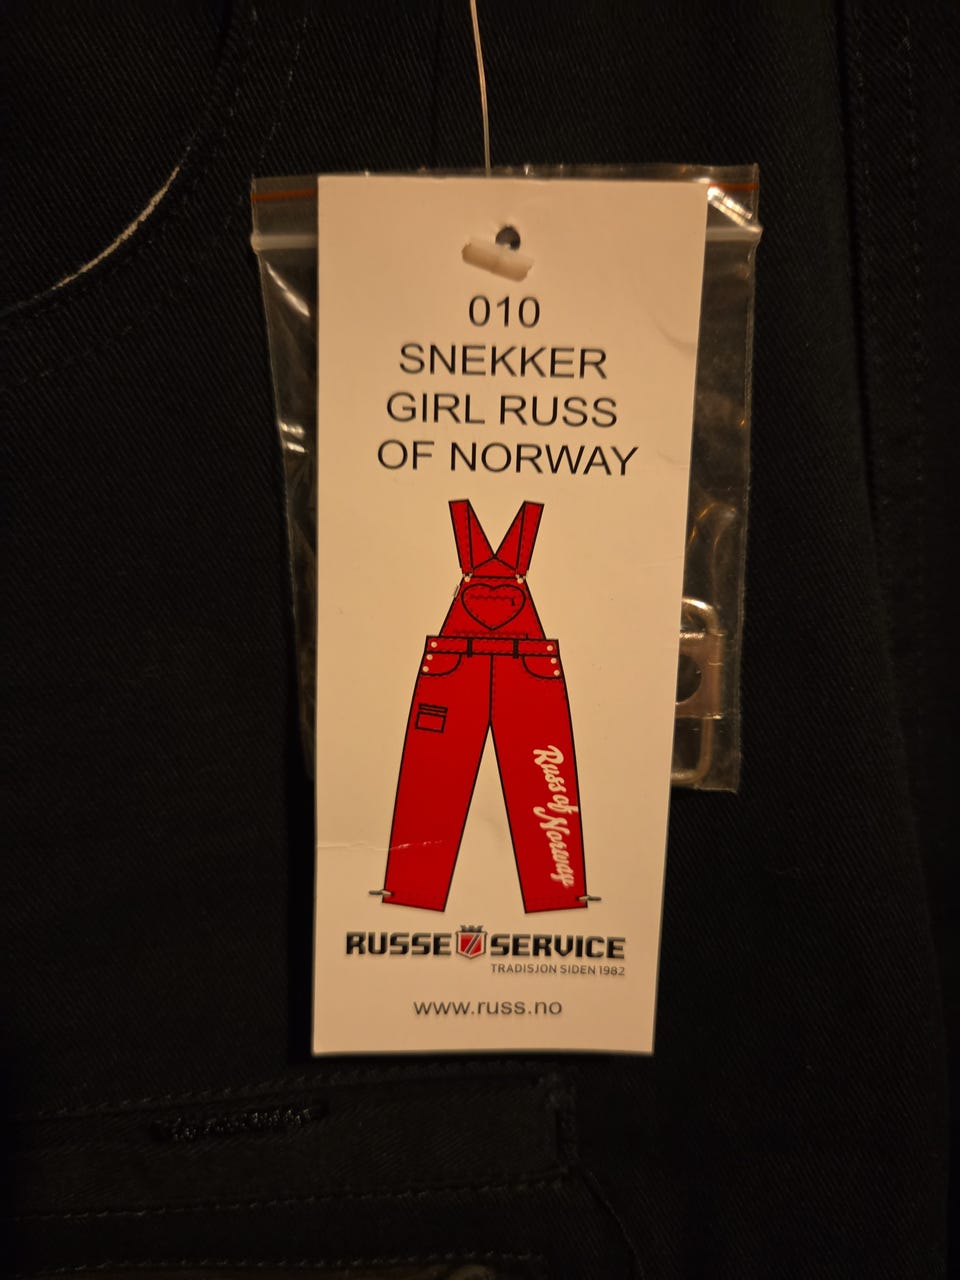 010
SNEKKER
GIRL RUSS
OF NORWAY
Russ of Norway
RUSSE SERVICE
TRADISJON SIDEN 1982
www.russ.no